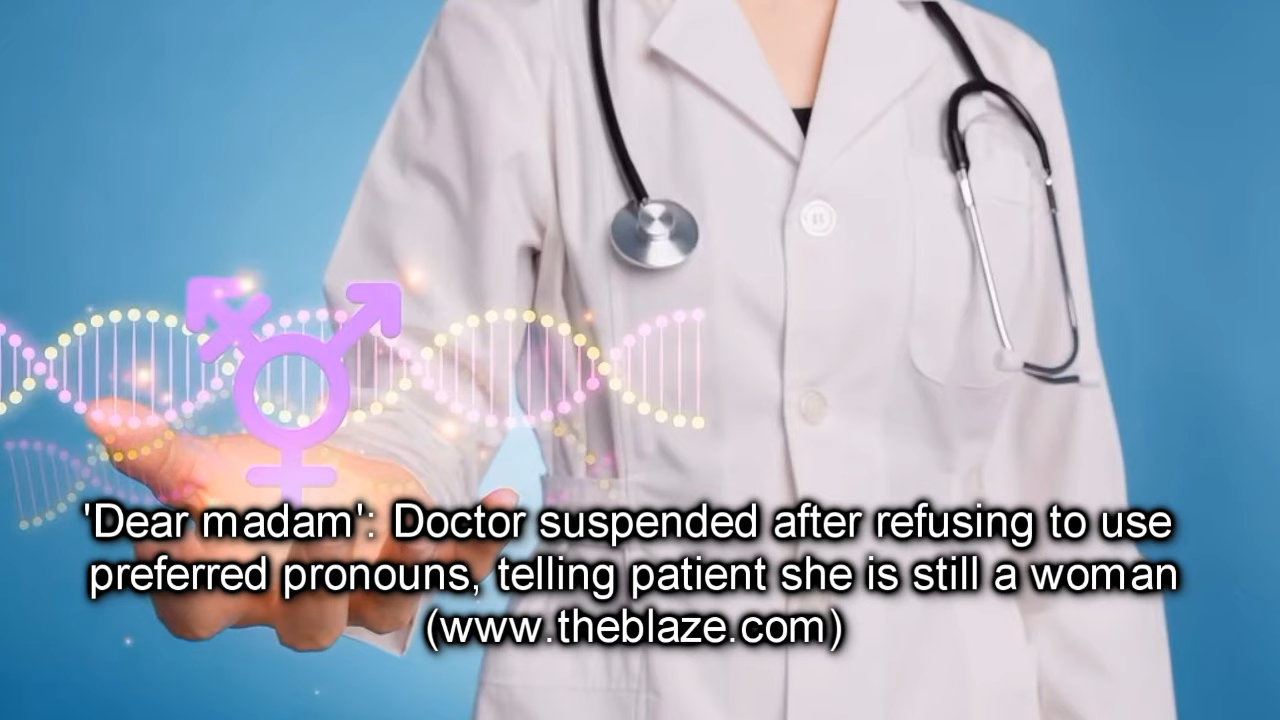 'Dear madam': Doctor suspended after refusing to use
preferred pronouns, telling patient she is still a woman
(www.theblaze.com)